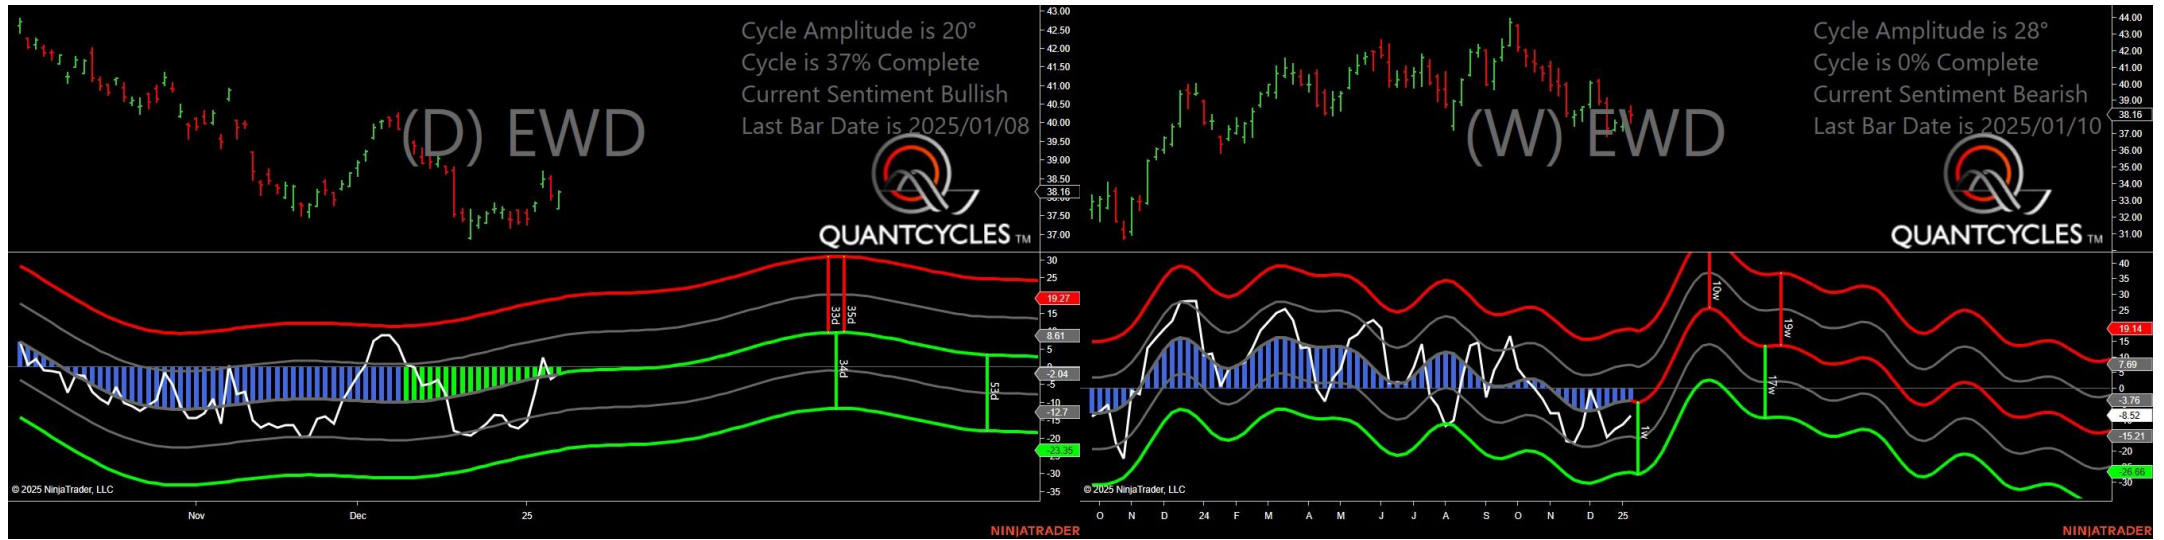 Cycle Amplitude is 20°
Cycle is 37% Complete
Current Sentiment Bullish
Last Bar Date is 2025/01/08
(D) EWD
QUANTCYCLES TM
43.00
42.50
42.00
41.50
41.00
40.50
40.00
39.50
39.00
38.50
38.16
37.50
37.00
30
25
19.27
15
8.61
5
-2.04
-5
-10
-12.7
-15
-20
-23.35
-30
-35
33d
35d
34d
53d
© 2025 NinjaTrader, LLC
Nov
Dec
25
NINJATRADER
Cycle Amplitude is 28°
Cycle is 0% Complete
Current Sentiment Bearish
Last Bar Date is 2025/01/10
(W) EWD
QUANTCYCLES TM
44.00
43.00
42.00
41.00
40.00
39.00
38.16
37.00
36.00
35.00
34.00
33.00
32.00
31.00
40
35
30
25
19.14
15
7.69
5
0
-3.76
-8.52
-15.21
-20
-26.66
-30
10w
19w
17w
1w
© 2025 NinjaTrader, LLC
O N D 24 F M A M J J A S O N D 25
NINJATRADER